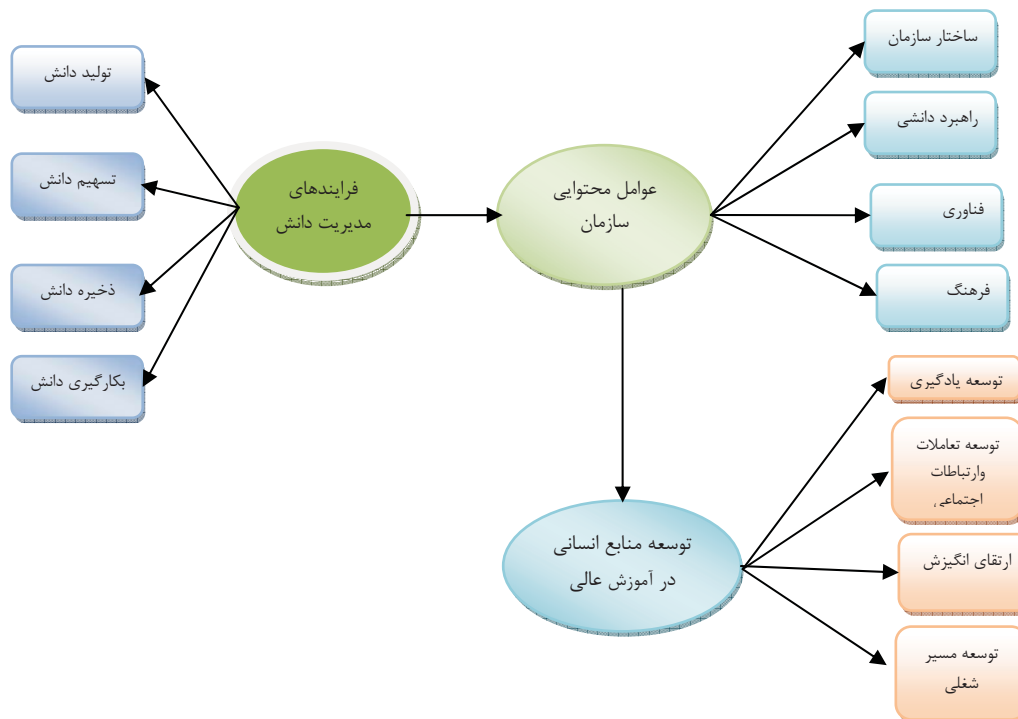 ساختار سازمان
راهبرد دانشی
فناوری
فرهنگ
عوامل محتوایی
سازمان
فرایندهای
مدیریت دانش
تولید دانش
تسهیم دانش
ذخیره دانش
بکارگیری دانش
توسعه منابع انسانی
در آموزش عالی
توسعه یادگیری
توسعه تعاملات
وارتباطات
اجتماعی
ارتقای انگیزش
توسعه مسیر
شغلی